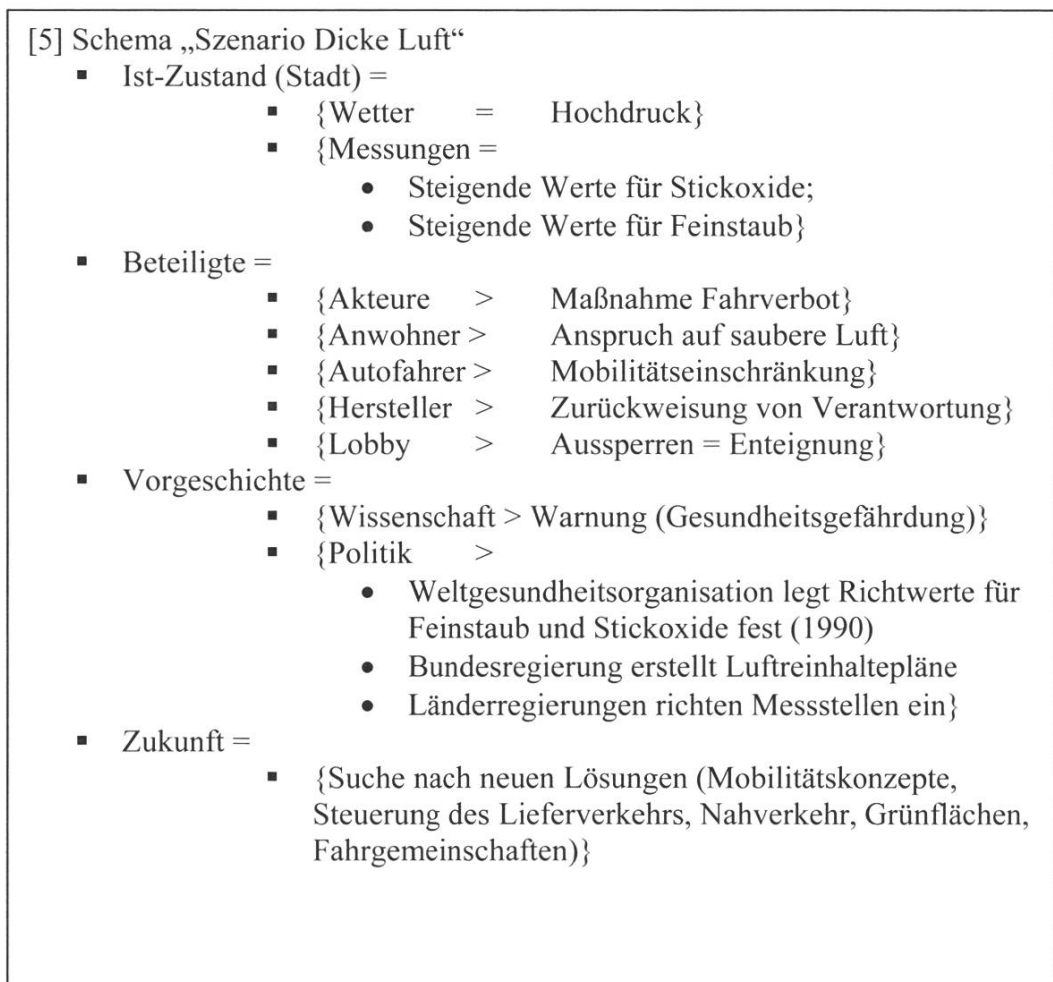 [5] Schema „Szenario Dicke Luft“
▪ Ist-Zustand (Stadt) =
▪ {Wetter = Hochdruck}
▪ {Messungen =
• Steigende Werte für Stickoxide;
• Steigende Werte für Feinstaub}
▪ Beteiligte =
▪ {Akteure > Maßnahme Fahrverbot}
▪ {Anwohner > Anspruch auf saubere Luft}
▪ {Autofahrer > Mobilitätseinschränkung}
▪ {Hersteller > Zurückweisung von Verantwortung}
▪ {Lobby > Aussperren = Enteignung}
▪ Vorgeschichte =
▪ {Wissenschaft > Warnung (Gesundheitsgefährdung)}
▪ {Politik >
• Weltgesundheitsorganisation legt Richtwerte für
Feinstaub und Stickoxide fest (1990)
• Bundesregierung erstellt Luftreinhaltepläne
• Länderregierungen richten Messstellen ein}
▪ Zukunft =
▪ {Suche nach neuen Lösungen (Mobilitätskonzepte,
Steuerung des Lieferverkehrs, Nahverkehr, Grünflächen,
Fahrgemeinschaften)}